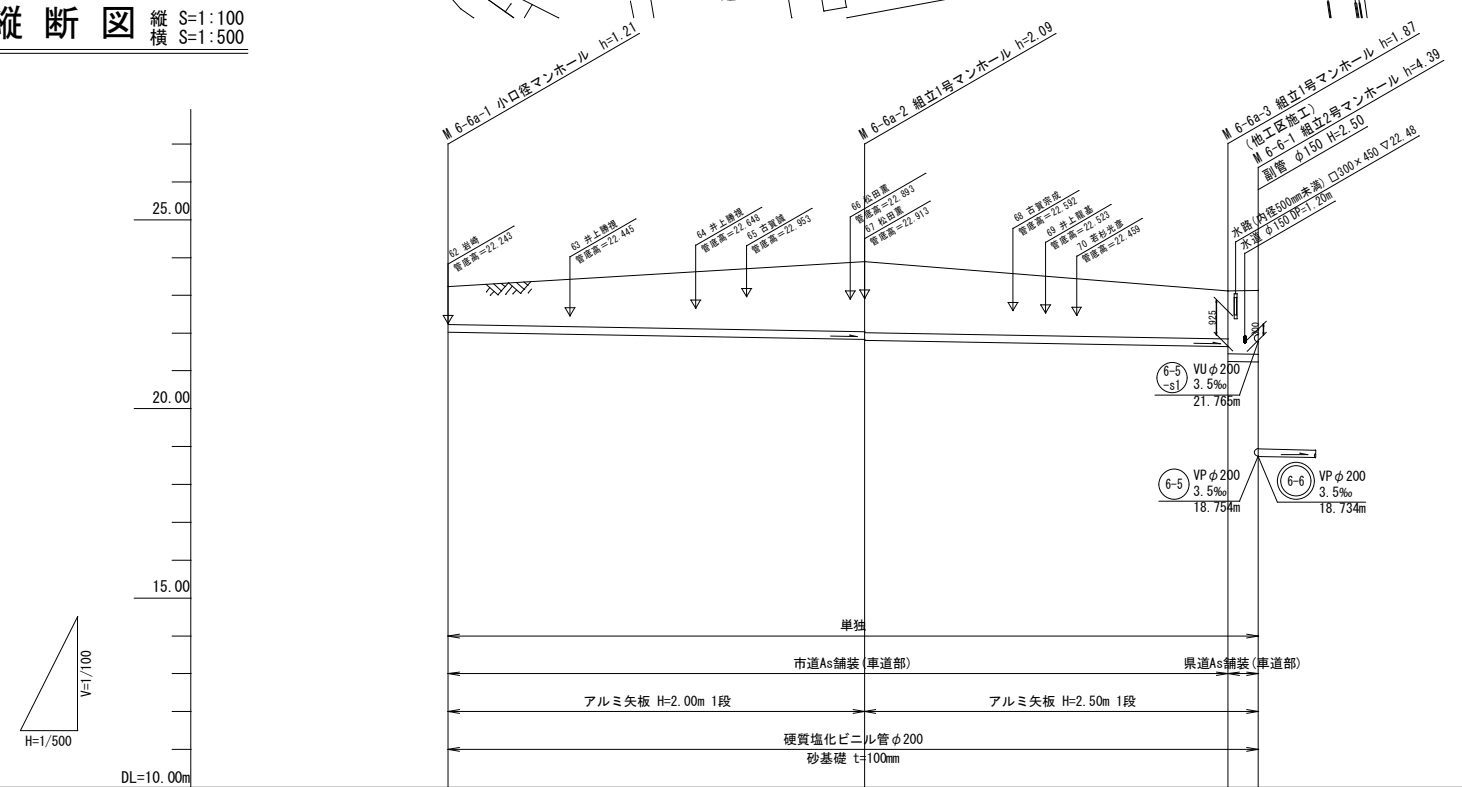 縦 断 図
縦 S=1:100
横 S=1:500
M 6-6a-1 小口径マンホール h=1.21
M 6-6a-2 組立1号マンホール h=2.09
M 6-6a-3 組立1号マンホール h=1.87
(他工区施工)
M 6-6-1 組立2号マンホール h=4.39
副管 φ150 H=2.50
水路(内径500mm未満) □300×450 ▽22.48
水道 φ150 DP=1.20m
62 岩崎
管底高=22.243
63 井上勝視
管底高=22.445
64 井上勝視
管底高=22.648
65 古賀誠
管底高=22.953
66 松田薫
管底高=22.893
67 松田薫
管底高=22.913
68 古賀宗成
管底高=22.592
69 井上龍基
管底高=22.523
70 若杉光彦
管底高=22.459
25.00
20.00
15.00
DL=10.00m
925
6-5
-s1
VUφ200
3.5‰
21.765m
6-5
VPφ200
3.5‰
18.754m
6-6
VPφ200
3.5‰
18.734m
単独
市道As舗装(車道部)
県道As舗装(車道部)
アルミ矢板 H=2.00m 1段
アルミ矢板 H=2.50m 1段
硬質塩化ビニル管φ200
砂基礎 t=100mm
V=1/100
H=1/500